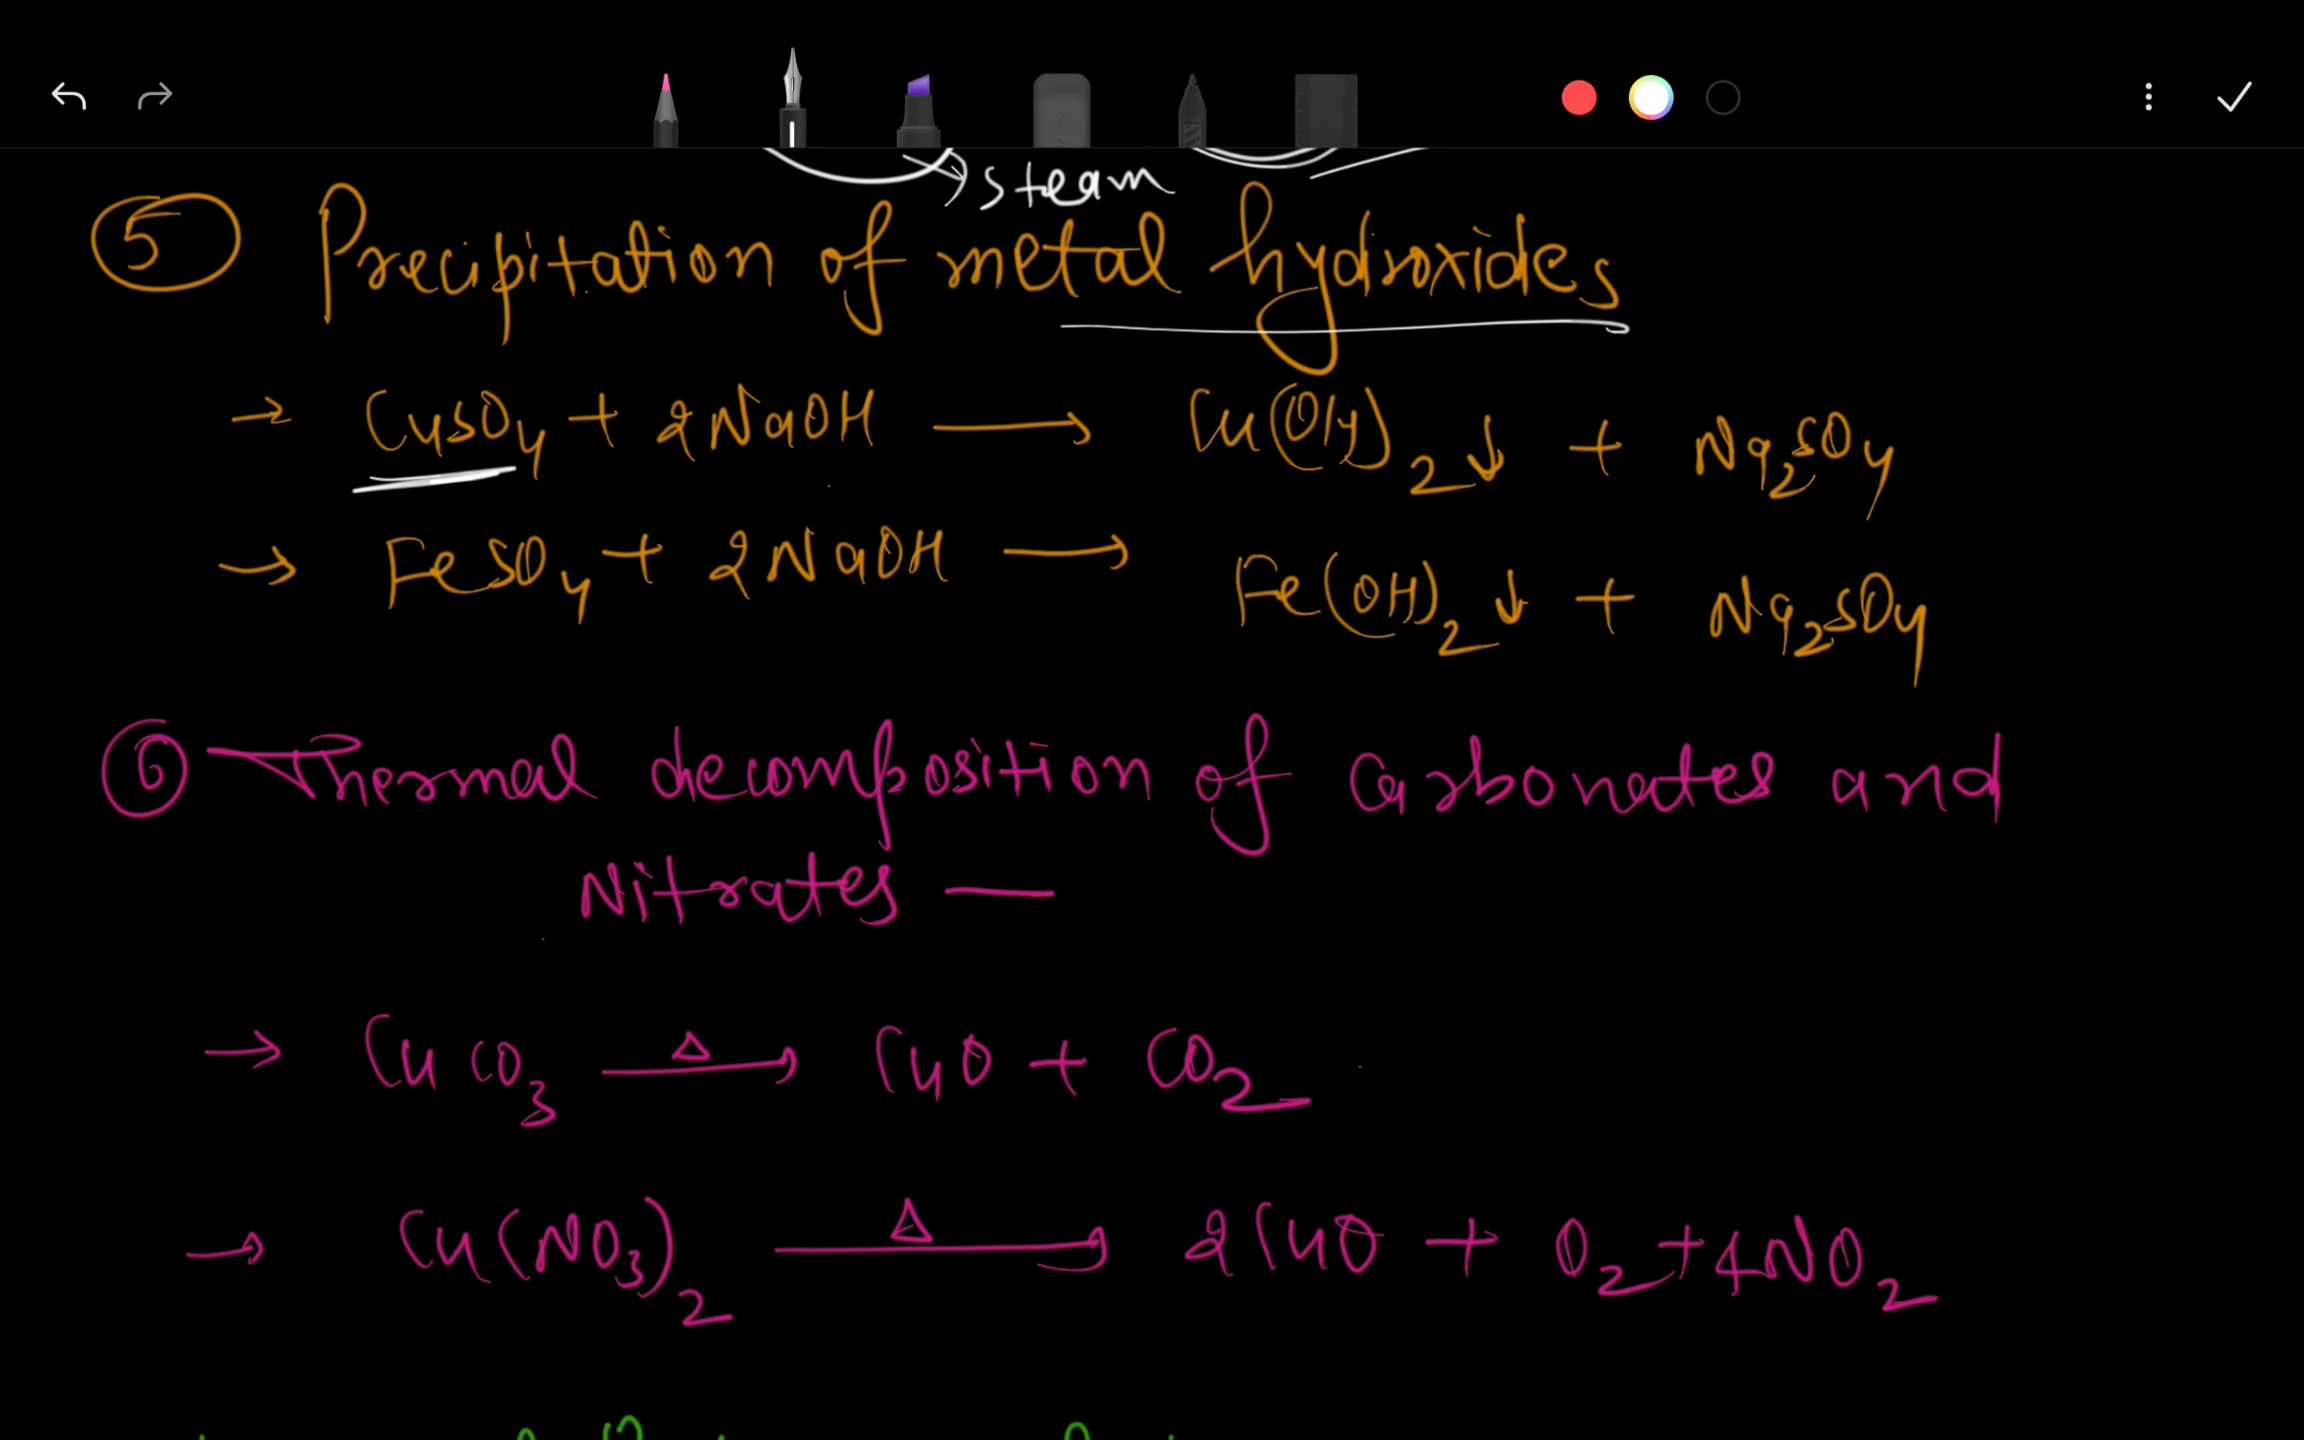 → steam
⑤ Precipitation of metal hydroxides
→ CuSO₄ + 2NaOH ⟶ Cu(OH)₂↓ + Na₂SO₄
→ FeSO₄ + 2NaOH ⟶ Fe(OH)₂↓ + Na₂SO₄
⑥ Thermal decomposition of Carbonates and
Nitrates —
→ CuCO₃ —Δ→ CuO + CO₂
→ Cu(NO₃)₂ —Δ→ 2CuO + O₂ + 4NO₂